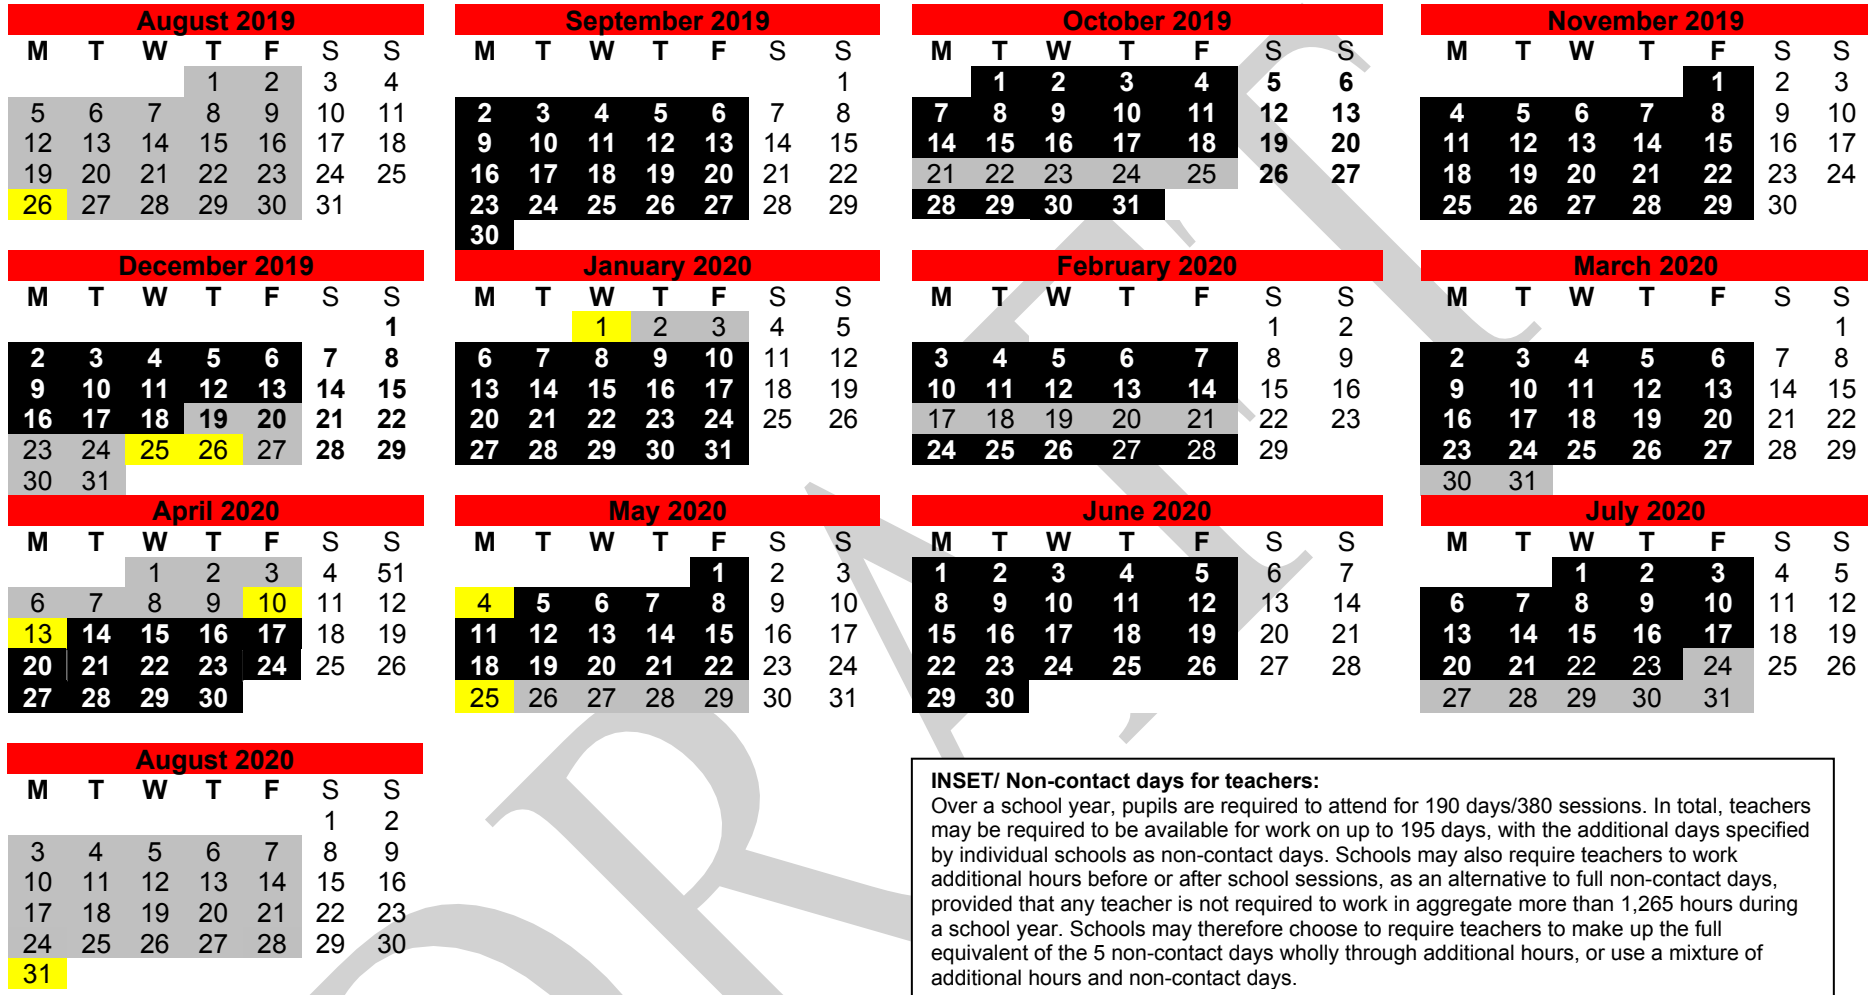 August 2019 September 2019 October 2019 November 2019
M T W T F S S M T W T F S S M T W T F S S M T W T F S S
1 2 3 4 1 1 2 3 4 5 6 1 2 3
5 6 7 8 9 10 11 2 3 4 5 6 7 8 7 8 9 10 11 12 13 4 5 6 7 8 9 10
12 13 14 15 16 17 18 9 10 11 12 13 14 15 14 15 16 17 18 19 20 11 12 13 14 15 16 17
19 20 21 22 23 24 25 16 17 18 19 20 21 22 21 22 23 24 25 26 27 18 19 20 21 22 23 24
26 27 28 29 30 31 23 24 25 26 27 28 29 28 29 30 31 25 26 27 28 29 30
30
December 2019 January 2020 February 2020 March 2020
M T W T F S S M T W T F S S M T W T F S S M T W T F S S
1 1 2 3 4 5 1 2 1
2 3 4 5 6 7 8 6 7 8 9 10 11 12 3 4 5 6 7 8 9 2 3 4 5 6 7 8
9 10 11 12 13 14 15 13 14 15 16 17 18 19 10 11 12 13 14 15 16 9 10 11 12 13 14 15
16 17 18 19 20 21 22 20 21 22 23 24 25 26 17 18 19 20 21 22 23 16 17 18 19 20 21 22
23 24 25 26 27 28 29 27 28 29 30 31 24 25 26 27 28 29 23 24 25 26 27 28 29
30 31 30 31
April 2020 May 2020 June 2020 July 2020
M T W T F S S M T W T F S S M T W T F S S M T W T F S S
1 2 3 4 51 1 2 3 1 2 3 4 5 6 7 1 2 3 4 5
6 7 8 9 10 11 12 4 5 6 7 8 9 10 8 9 10 11 12 13 14 6 7 8 9 10 11 12
13 14 15 16 17 18 19 11 12 13 14 15 16 17 15 16 17 18 19 20 21 13 14 15 16 17 18 19
20 21 22 23 24 25 26 18 19 20 21 22 23 24 22 23 24 25 26 27 28 20 21 22 23 24 25 26
27 28 29 30 25 26 27 28 29 30 31 29 30 27 28 29 30 31
August 2020
M T W T F S S
1 2
3 4 5 6 7 8 9
10 11 12 13 14 15 16
17 18 19 20 21 22 23
24 25 26 27 28 29 30
31
INSET/ Non-contact days for teachers:
Over a school year, pupils are required to attend for 190 days/380 sessions. In total, teachers
may be required to be available for work on up to 195 days, with the additional days specified
by individual schools as non-contact days. Schools may also require teachers to work
additional hours before or after school sessions, as an alternative to full non-contact days,
provided that any teacher is not required to work in aggregate more than 1,265 hours during
a school year. Schools may therefore choose to require teachers to make up the full
equivalent of the 5 non-contact days wholly through additional hours, or use a mixture of
additional hours and non-contact days.
DRAFT